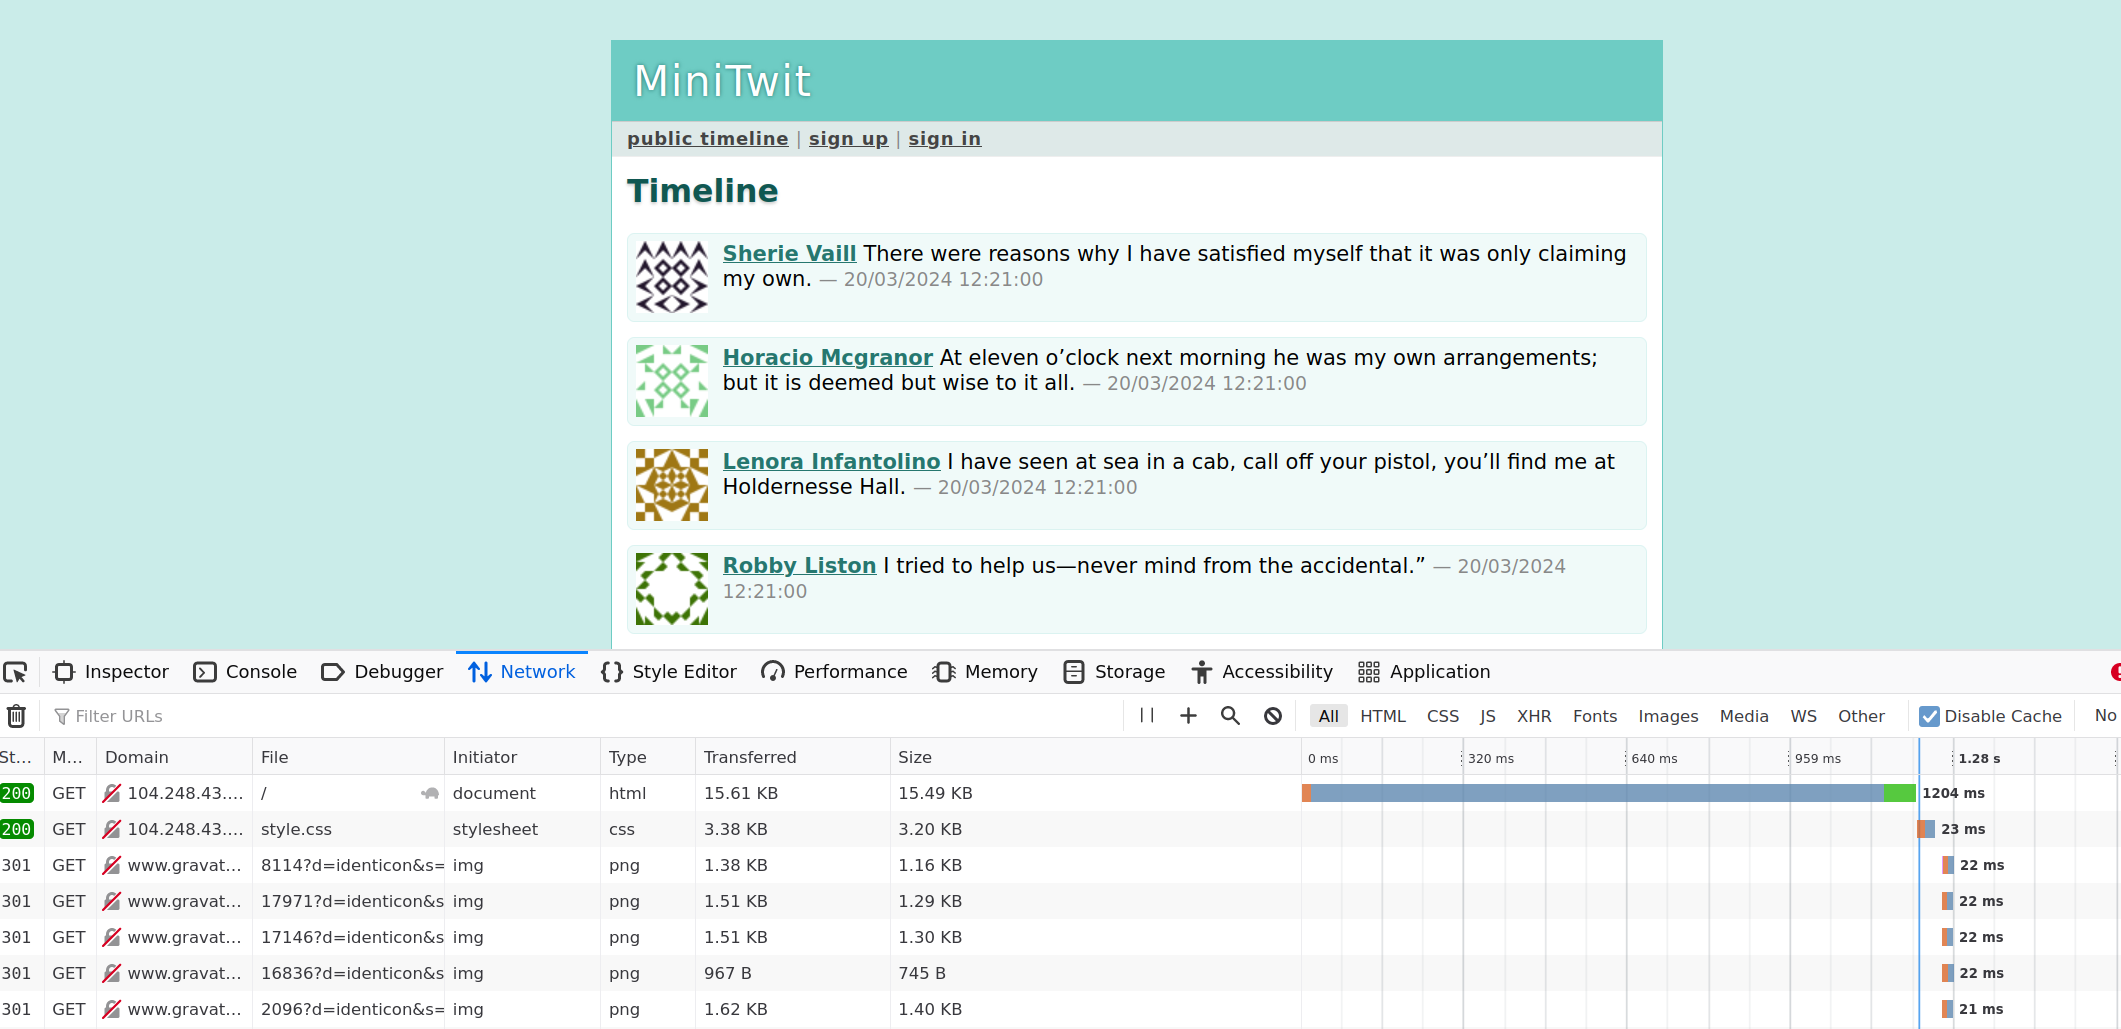 MiniTwit
public timeline | sign up | sign in
Timeline
Sherie Vaill There were reasons why I have satisfied myself that it was only claiming
my own. — 20/03/2024 12:21:00
Horacio Mcgranor At eleven o’clock next morning he was my own arrangements;
but it is deemed but wise to it all. — 20/03/2024 12:21:00
Lenora Infantolino I have seen at sea in a cab, call off your pistol, you’ll find me at
Holdernesse Hall. — 20/03/2024 12:21:00
Robby Liston I tried to help us—never mind from the accidental.” — 20/03/2024
12:21:00
Inspector Console Debugger Network Style Editor Performance Memory Storage Accessibility Application
Filter URLs All HTML CSS JS XHR Fonts Images Media WS Other Disable Cache No
St... M... Domain File Initiator Type Transferred Size 0 ms 320 ms 640 ms 959 ms 1.28 s
200 GET 104.248.43.... / document html 15.61 KB 15.49 KB 1204 ms
200 GET 104.248.43.... style.css stylesheet css 3.38 KB 3.20 KB 23 ms
301 GET www.gravat... 8114?d=identicon&s= img png 1.38 KB 1.16 KB 22 ms
301 GET www.gravat... 17971?d=identicon&s img png 1.51 KB 1.29 KB 22 ms
301 GET www.gravat... 17146?d=identicon&s img png 1.51 KB 1.30 KB 22 ms
301 GET www.gravat... 16836?d=identicon&s img png 967 B 745 B 22 ms
301 GET www.gravat... 2096?d=identicon&s= img png 1.62 KB 1.40 KB 21 ms